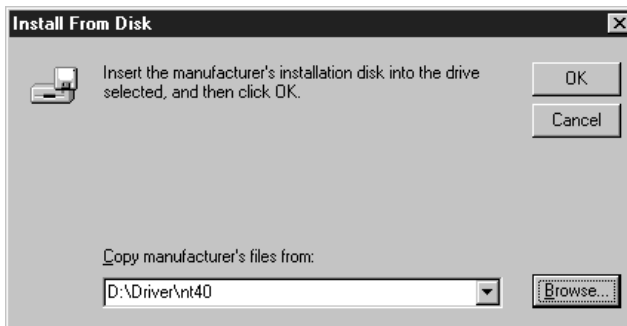 Install From Disk
Insert the manufacturer's installation disk into the drive
selected, and then click OK.
OK
Cancel
Copy manufacturer's files from:
D:\Driver\nt40
Browse...